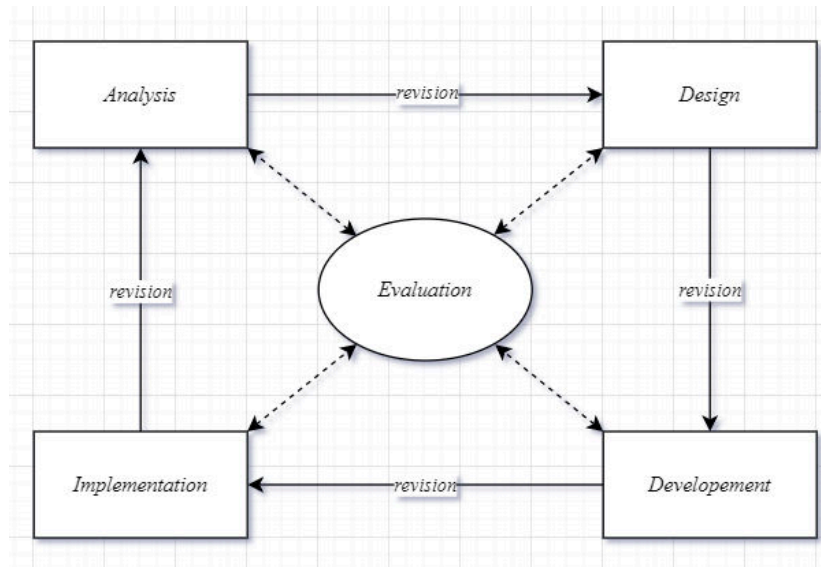 Analysis
revision
Design
revision
Evaluation
revision
Implementation
revision
Developement